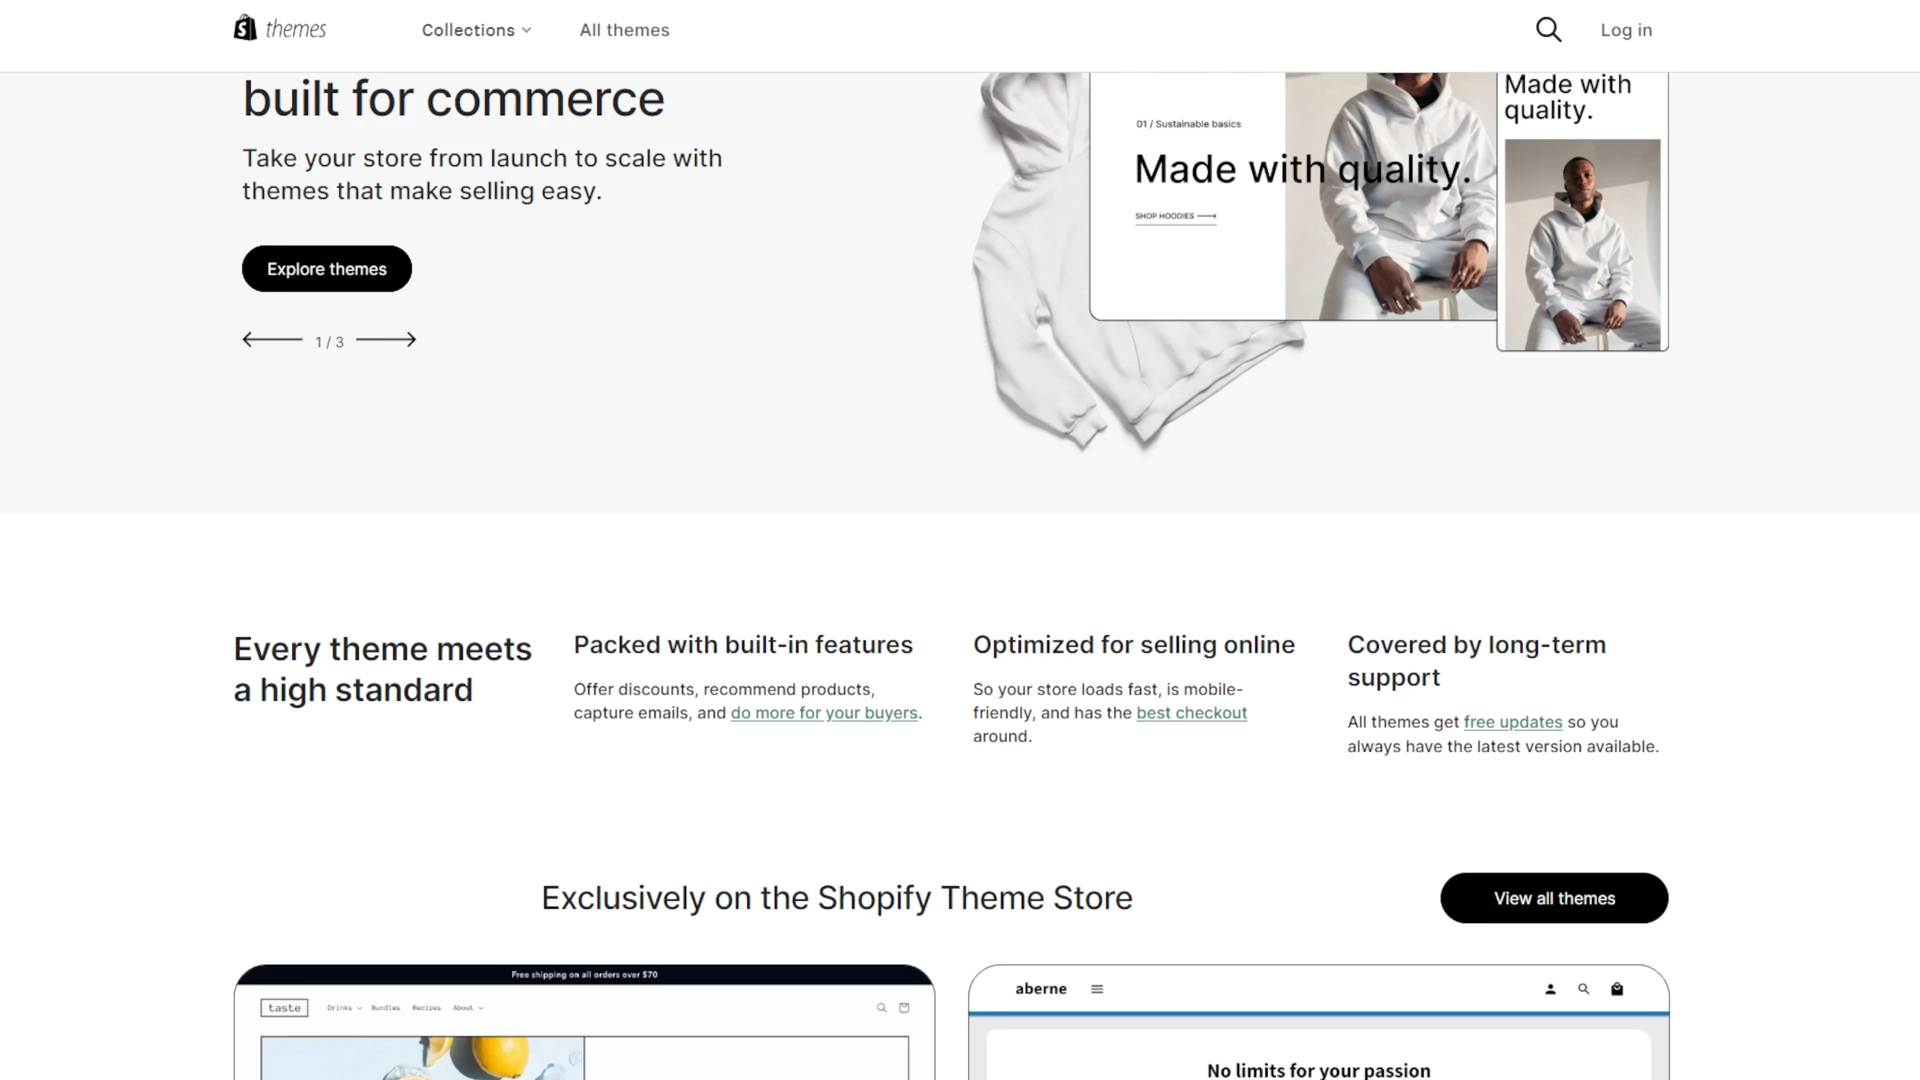 themes
Collections
All themes
Log in
built for commerce
Take your store from launch to scale with
themes that make selling easy.
Explore themes
1 / 3
01 / Sustainable basics
Made with quality.
SHOP HOODIES
Made with
quality.
Every theme meets
a high standard
Packed with built-in features
Offer discounts, recommend products,
capture emails, and do more for your buyers.
Optimized for selling online
So your store loads fast, is mobile-
friendly, and has the best checkout
around.
Covered by long-term
support
All themes get free updates so you
always have the latest version available.
Exclusively on the Shopify Theme Store
View all themes
Free shipping on all orders over $70
taste
Drinks
Bundles
Recipes
About
aberne
No limits for your passion